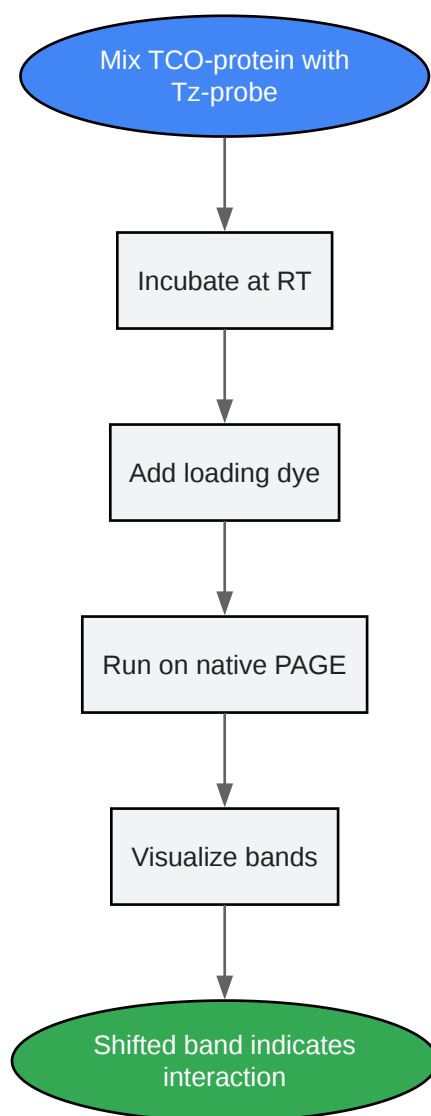 Mix TCO-protein with
Tz-probe
Incubate at RT
Add loading dye
Run on native PAGE
Visualize bands
Shifted band indicates
interaction